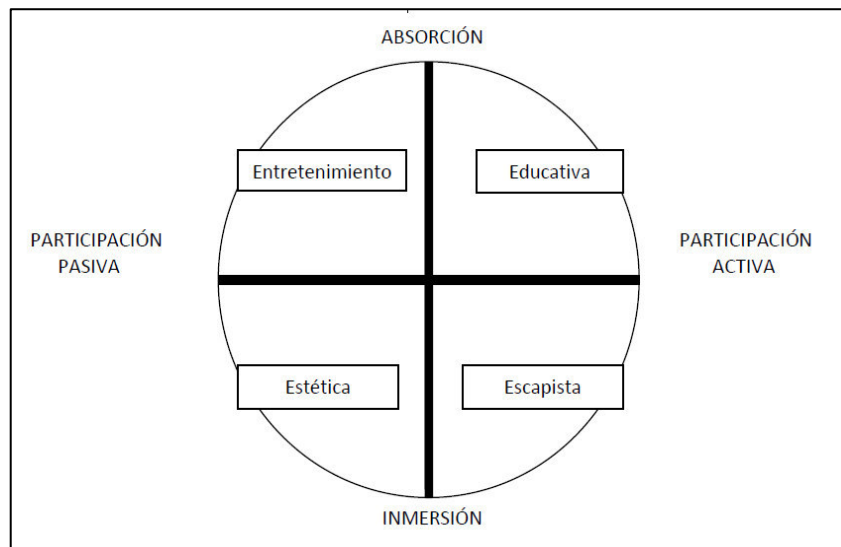 ABSORCIÓN
Entretenimiento
Educativa
PARTICIPACIÓN
PASIVA
PARTICIPACIÓN
ACTIVA
Estética
Escapista
INMERSIÓN